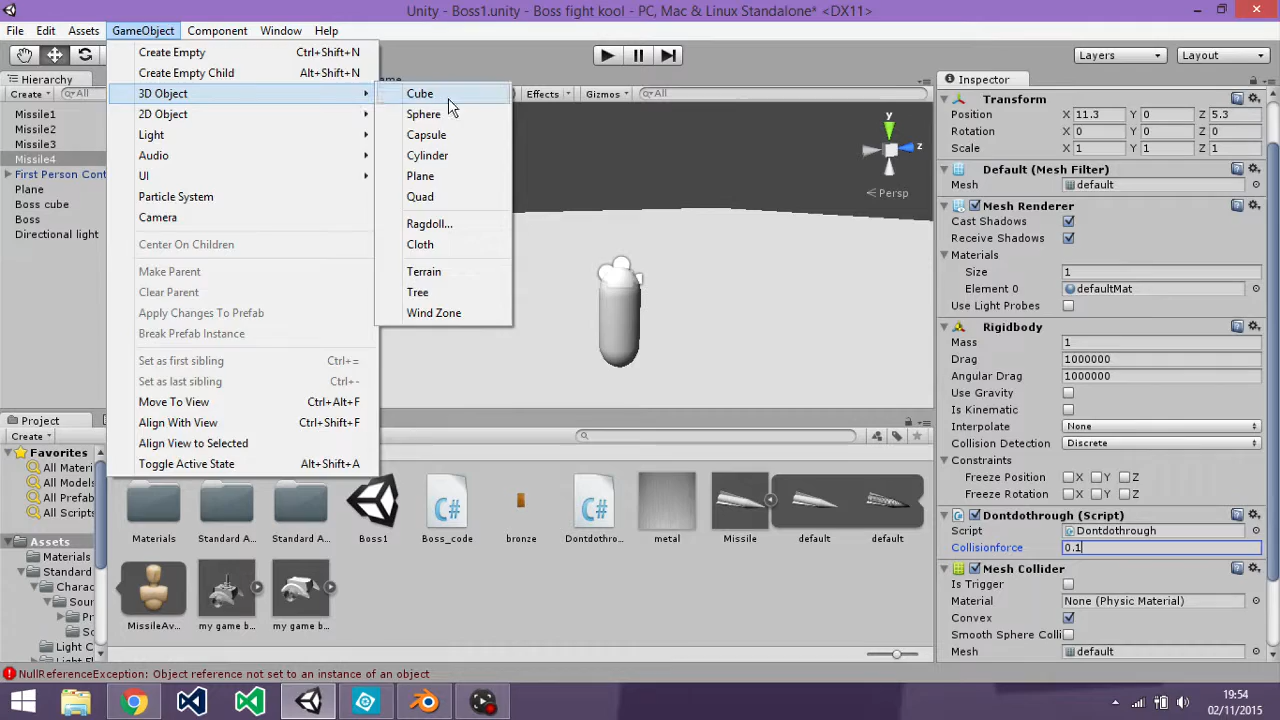 Unity - Boss1.unity - Boss fight kool - PC, Mac & Linux Standalone* <DX11>
File Edit Assets GameObject Component Window Help
Layers Layout
Create Empty Ctrl+Shift+N
Create Empty Child Alt+Shift+N
3D Object
2D Object
Light
Audio
UI
Particle System
Camera
Center On Children
Make Parent
Clear Parent
Apply Changes To Prefab
Break Prefab Instance
Set as first sibling Ctrl+=
Set as last sibling Ctrl+-
Move To View Ctrl+Alt+F
Align With View Ctrl+Shift+F
Align View to Selected
Toggle Active State Alt+Shift+A
Cube
Sphere
Capsule
Cylinder
Plane
Quad
Ragdoll...
Cloth
Terrain
Tree
Wind Zone
Hierarchy
Create All
Missile1
Missile2
Missile3
Missile4
First Person Cont
Plane
Boss cube
Boss
Directional light
Effects Gizmos All
y
z
Persp
Inspector
Transform
Position X 11.3 Y 0 Z 5.3
Rotation X 0 Y 0 Z 0
Scale X 1 Y 1 Z 1
Default (Mesh Filter)
Mesh default
Mesh Renderer
Cast Shadows
Receive Shadows
Materials
Size 1
Element 0 defaultMat
Use Light Probes
Rigidbody
Mass 1
Drag 1000000
Angular Drag 1000000
Use Gravity
Is Kinematic
Interpolate None
Collision Detection Discrete
Constraints
Freeze Position X Y Z
Freeze Rotation X Y Z
Dontdothrough (Script)
Script Dontdothrough
Collisionforce 0.1
Mesh Collider
Is Trigger
Material None (Physic Material)
Convex
Smooth Sphere Colli
Mesh default
Project
Create
Favorites
All Materi
All Models
All Prefab
All Scripts
Assets
Materials
Standard
Charac
Sour
Pr
Sc
Light C
Materials Standard A... Standard A... Boss1 Boss_code bronze Dontdothro... metal Missile default default
MissileAv... my game b... my game b...
NullReferenceException: Object reference not set to an instance of an object
19:54
02/11/2015